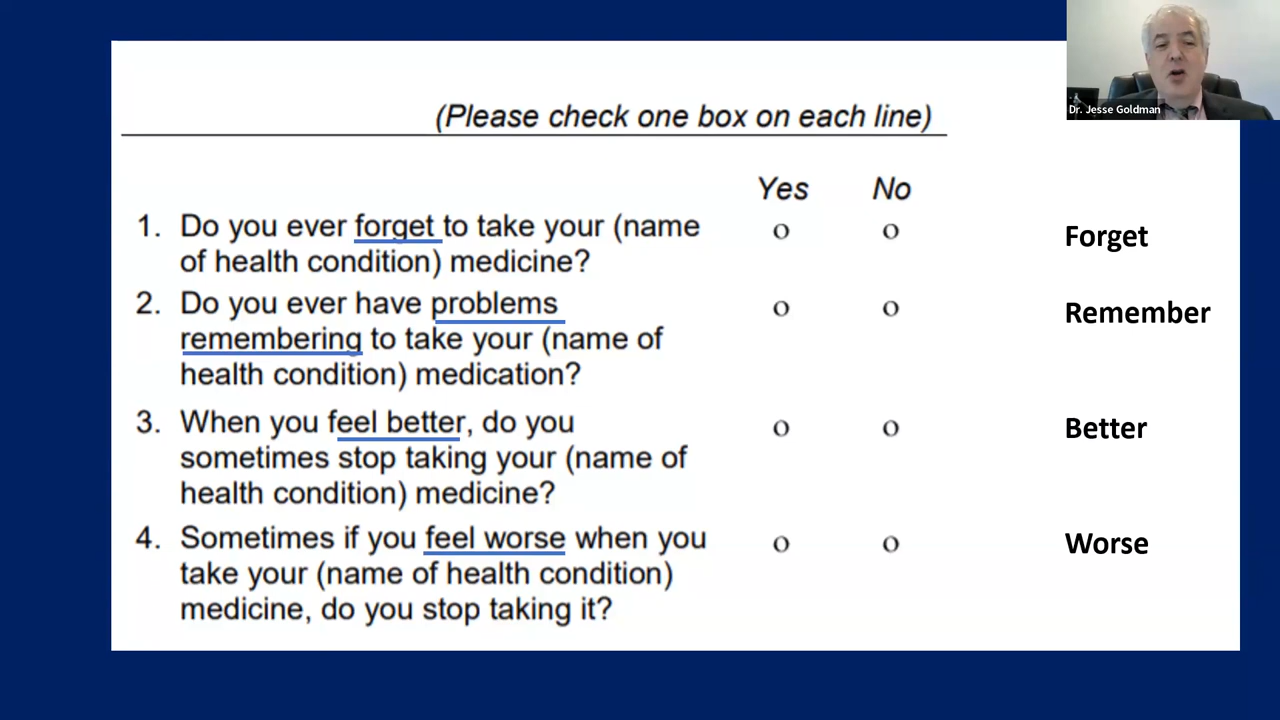 Dr. Jesse Goldman
(Please check one box on each line)
Yes No
1. Do you ever forget to take your (name o o Forget
of health condition) medicine?
2. Do you ever have problems o o Remember
remembering to take your (name of
health condition) medication?
3. When you feel better, do you o o Better
sometimes stop taking your (name of
health condition) medicine?
4. Sometimes if you feel worse when you o o Worse
take your (name of health condition)
medicine, do you stop taking it?